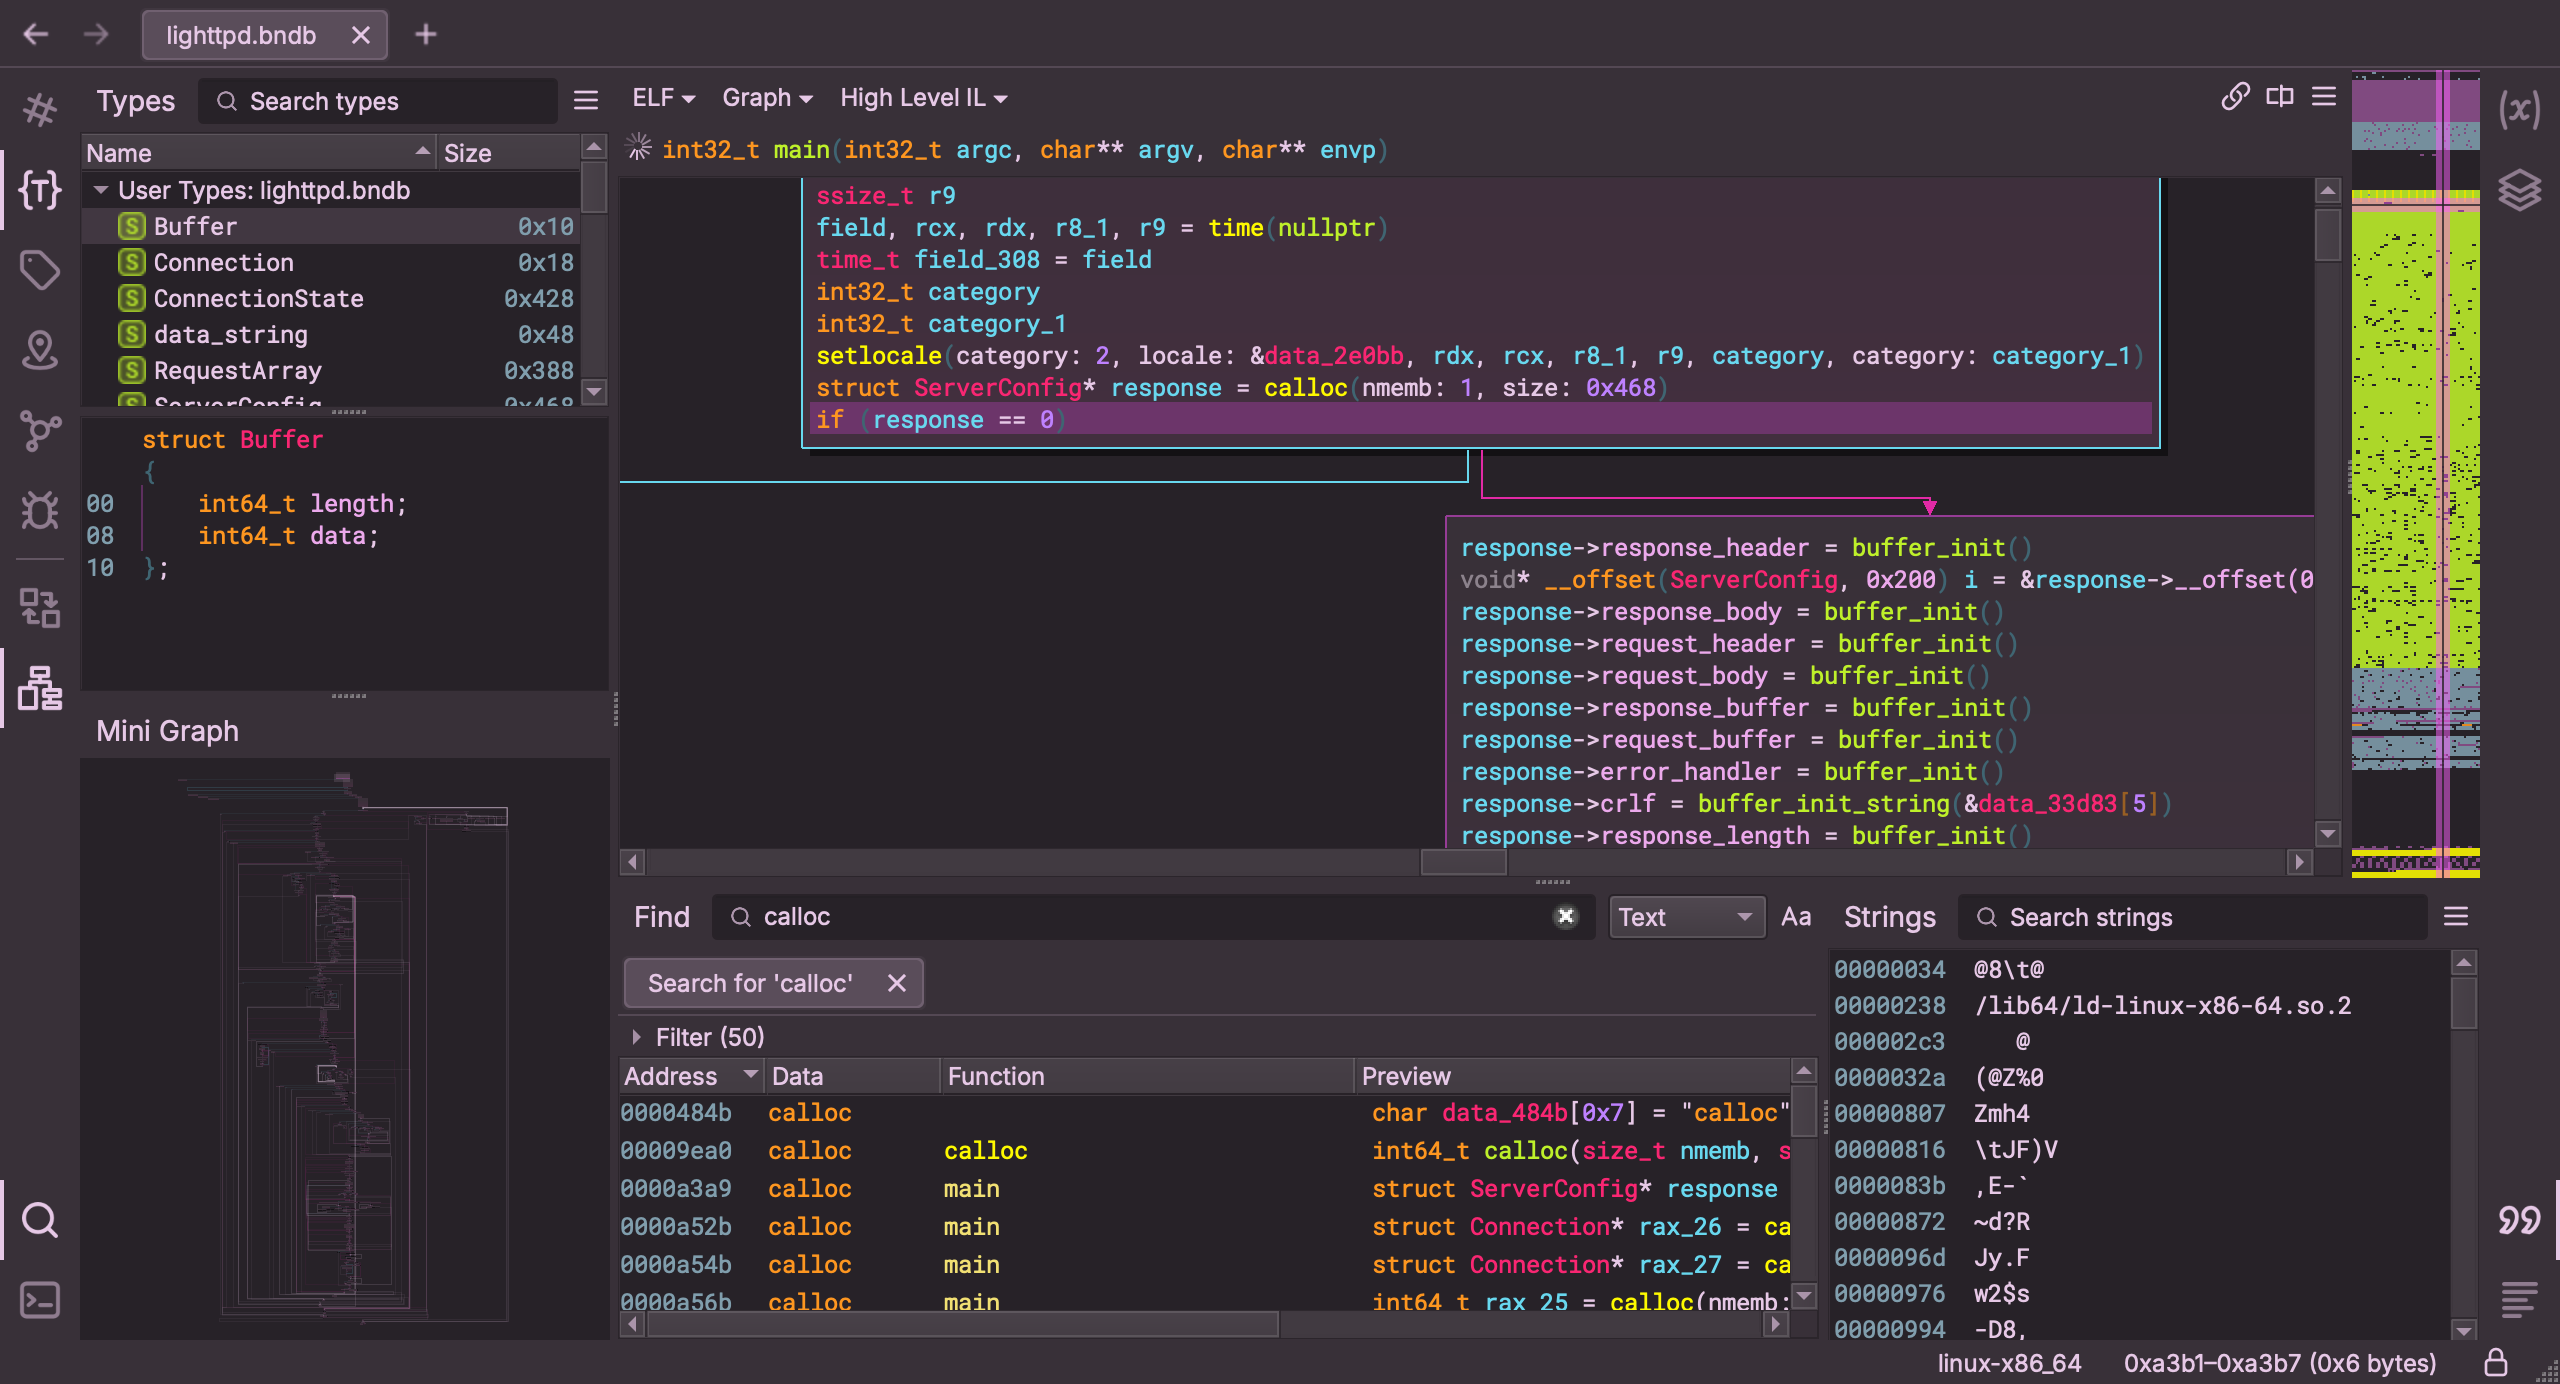 lighttpd.bndb
Types
Search types
Name Size
User Types: lighttpd.bndb
S Buffer 0x10
S Connection 0x18
S ConnectionState 0x428
S data_string 0x48
S RequestArray 0x388
S ServerConfig 0x468
struct Buffer
{
00 int64_t length;
08 int64_t data;
10 };
Mini Graph
ELF Graph High Level IL
int32_t main(int32_t argc, char** argv, char** envp)
ssize_t r9
field, rcx, rdx, r8_1, r9 = time(nullptr)
time_t field_308 = field
int32_t category
int32_t category_1
setlocale(category: 2, locale: &data_2e0bb, rdx, rcx, r8_1, r9, category, category: category_1)
struct ServerConfig* response = calloc(nmemb: 1, size: 0x468)
if (response == 0)
response->response_header = buffer_init()
void* __offset(ServerConfig, 0x200) i = &response->__offset(0
response->response_body = buffer_init()
response->request_header = buffer_init()
response->request_body = buffer_init()
response->response_buffer = buffer_init()
response->request_buffer = buffer_init()
response->error_handler = buffer_init()
response->crlf = buffer_init_string(&data_33d83[5])
response->response_length = buffer_init()
Find
calloc
Text
Aa
Search for 'calloc'
Filter (50)
Address Data Function Preview
0000484b calloc char data_484b[0x7] = "calloc"
00009ea0 calloc calloc int64_t calloc(size_t nmemb, s
0000a3a9 calloc main struct ServerConfig* response
0000a52b calloc main struct Connection* rax_26 = ca
0000a54b calloc main struct Connection* rax_27 = ca
0000a56b calloc main int64_t rax_25 = calloc(nmemb:
Strings
Search strings
00000034 @8\t@
00000238 /lib64/ld-linux-x86-64.so.2
000002c3 @
0000032a (@Z%0
00000807 Zmh4
00000816 \tJF)V
0000083b ,E-`
00000872 ~d?R
0000096d Jy.F
00000976 w2$s
00000994 -D8,
linux-x86_64 0xa3b1–0xa3b7 (0x6 bytes)